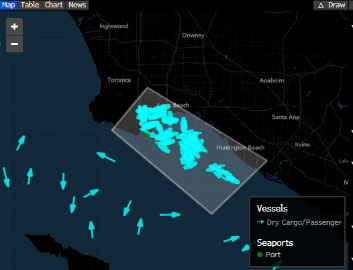 Map Table Chart News
△ Draw
+
−
Inglewood
Downey
Torrance
Anaheim
Beach
Santa Ana
Huntington Beach
Irvine
Vessels
Dry Cargo/Passenger
Seaports
Port